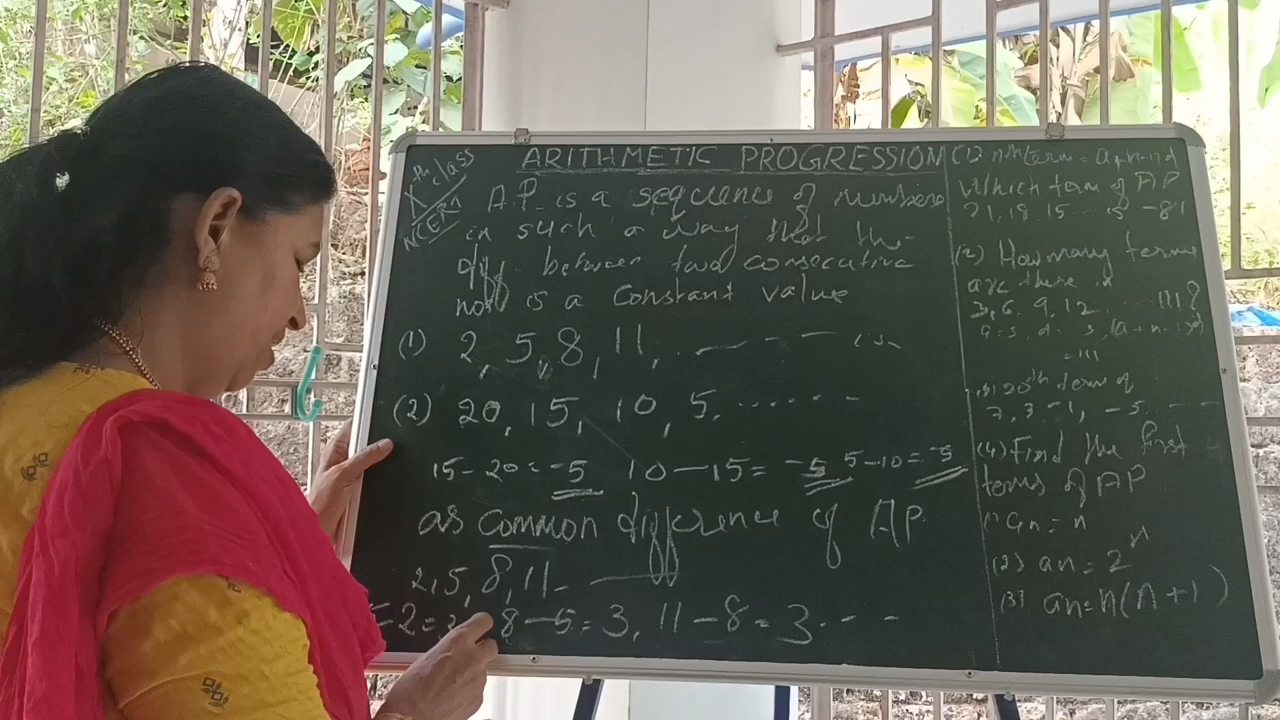 Xth class
NCERT
ARITHMETIC PROGRESSION
A.P. is a sequence of numbers
in such a way that the
diff between two consecutive
nos is a constant value
(1) 2, 5, 8, 11, .
(2) 20, 15, 10, 5, ......
15-20=-5 10-15=-5 5-10=-5
as common difference of A.P.
2,5,8,11-
-2= 8-5=3, 11-8=3.--
(1) nth term = a+n-1 d
Which term of AP
21, 18, 15 -81
(2) How many terms
are there in
3, 6, 9, 12 .... 111?
a=3, d=3, (a+n-1)d
=111
(3) 20th term of
7, 3, -1, -5, --
(4) Find the first 4
terms of AP
(1) an = n
(2) an = 2^n
(3) an = n(n+1)